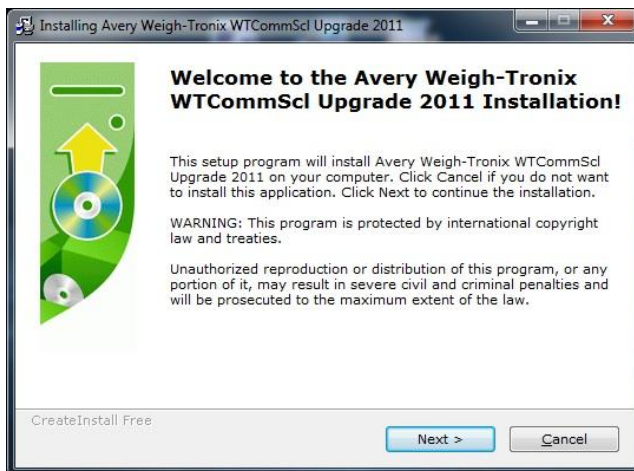 Installing Avery Weigh-Tronix WTCommScl Upgrade 2011
Welcome to the Avery Weigh-Tronix
WTCommScl Upgrade 2011 Installation!
This setup program will install Avery Weigh-Tronix WTCommScl
Upgrade 2011 on your computer. Click Cancel if you do not want
to install this application. Click Next to continue the installation.
WARNING: This program is protected by international copyright
law and treaties.
Unauthorized reproduction or distribution of this program, or any
portion of it, may result in severe civil and criminal penalties and
will be prosecuted to the maximum extent of the law.
CreateInstall Free
Next >
Cancel